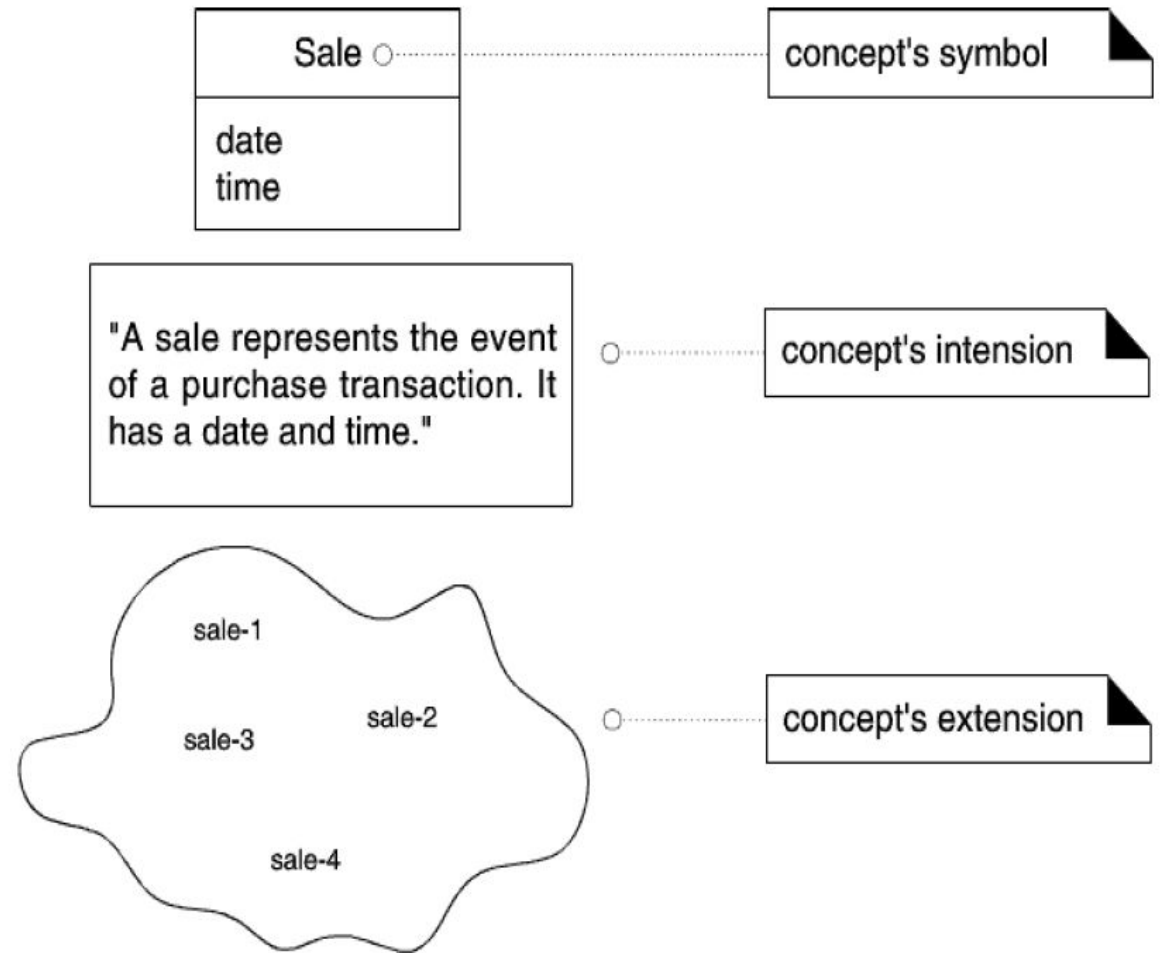 Sale
concept's symbol
date
time
"A sale represents the event
of a purchase transaction. It
has a date and time."
concept's intension
sale-1
sale-2
sale-3
sale-4
concept's extension